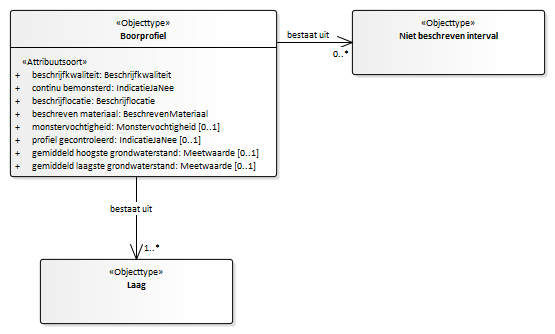 «Objecttype»
Boorprofiel
«Attribuutsoort»
+ beschrijfkwaliteit: Beschrijfkwaliteit
+ continu bemonsterd: IndicatieJaNee
+ beschrijflocatie: Beschrijflocatie
+ beschreven materiaal: BeschrevenMateriaal
+ monstervochtigheid: Monstervochtigheid [0..1]
+ profiel gecontroleerd: IndicatieJaNee [0..1]
+ gemiddeld hoogste grondwaterstand: Meetwaarde [0..1]
+ gemiddeld laagste grondwaterstand: Meetwaarde [0..1]
bestaat uit
0..*
«Objecttype»
Niet beschreven interval
bestaat uit
1..*
«Objecttype»
Laag